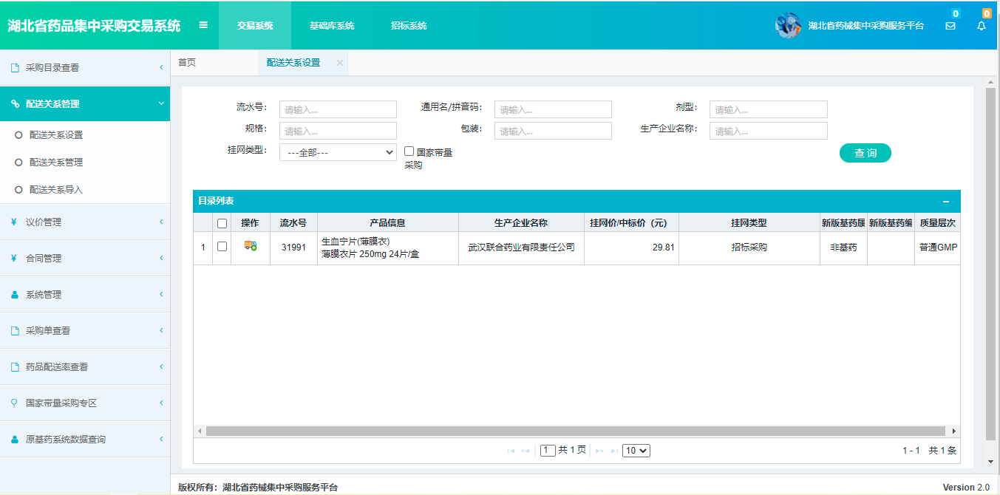 湖北省药品集中采购交易系统
交易系统
基础库系统
招标系统
湖北省药械集中采购服务平台
0
0
采购目录查看
配送关系管理
配送关系设置
配送关系管理
配送关系导入
¥ 议价管理
¥ 合同管理
系统管理
采购单查看
药品配送率查看
国家带量采购专区
原基药系统数据查询
首页
配送关系设置 ×
流水号: 请输入...
通用名/拼音码: 请输入...
剂型: 请输入...
规格: 请输入...
包装: 请输入...
生产企业名称: 请输入...
挂网类型: ---全部---
国家带量
采购
查 询
目录列表
操作 流水号 产品信息 生产企业名称 挂网价/中标价（元） 挂网类型 新版基药属 新版基药编 质量层次
1 31991 生血宁片(薄膜衣)
薄膜衣片 250mg 24片/盒
武汉联合药业有限责任公司 29.81 招标采购 非基药 普通GMP
1 共 1 页 10
1 - 1 共 1 条
版权所有：湖北省药械集中采购服务平台
Version 2.0